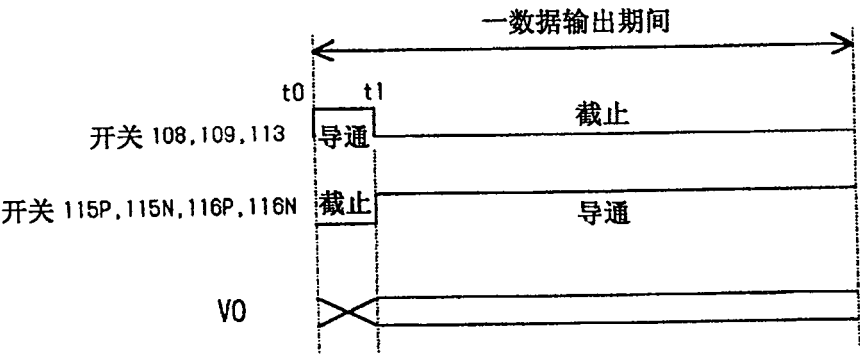 一数据输出期间
t0 t1
开关 108,109,113 导通 截止
开关 115P,115N,116P,116N 截止 导通
VO